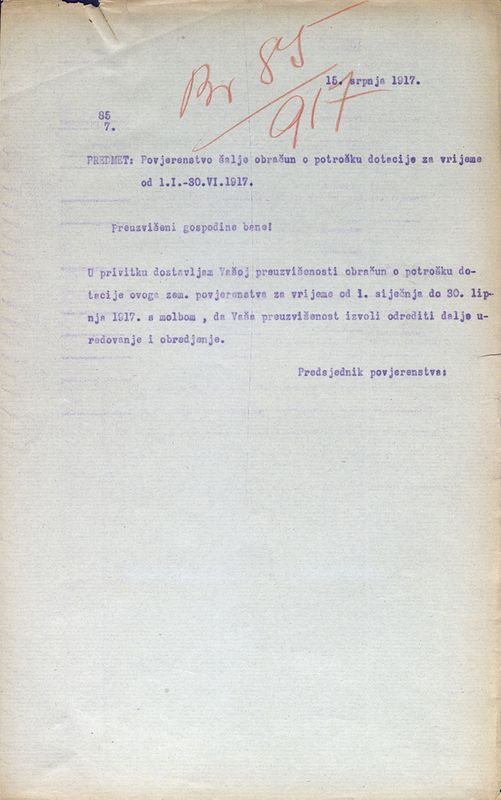 Br 85
917
15. srpnja 1917.
85
7.
PREDMET: Povjerenstvo šalje obračun o potrošku dotacije za vrijeme
od 1.I.-30.VI.1917.
Preuzvišeni gospodine bane!
U privitku dostavljam Vašoj preuzvišenosti obračun o potrošku do-
tacije ovoga zem. povjerenstva za vrijeme od 1. siječnja do 30. lip-
nja 1917. s molbom , da Vaša preuzvišenost izvoli odrediti dalje u-
redovanje i obredjenje.
Predsjednik povjerenstva: